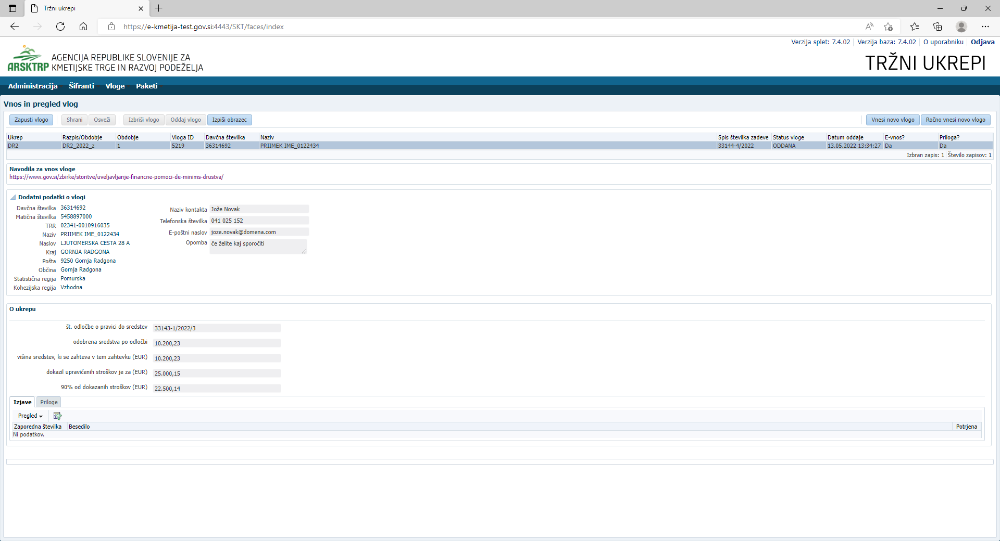 Tržni ukrepi
https://e-kmetija-test.gov.si:4443/SKT/faces/index
Verzija splet: 7.4.02 Verzija baza: 7.4.02 O uporabniku Odjava
ARSKTRP
AGENCIJA REPUBLIKE SLOVENIJE ZA
KMETIJSKE TRGE IN RAZVOJ PODEŽELJA
TRŽNI UKREPI
Administracija Šifranti Vloge Paketi
Vnos in pregled vlog
Zapusti vlogo Shrani Osveži Izbriši vlogo Oddaj vlogo Izpiši obrazec Vnesi novo vlogo Ročno vnesi novo vlogo
Ukrep Razpis/Obdobje Obdobje Vloga ID Davčna številka Naziv Spis številka zadeve Status vloge Datum oddaje E-vnos? Priloga?
DR2 DR2_2022_z 1 5219 36314692 PRIIMEK IME_0122434 33144-4/2022 ODDANA 13.05.2022 13:34:27 Da Da
Izbran zapis: 1 Število zapisov: 1
Navodila za vnos vloge
https://www.gov.si/zbirke/storitve/uveljavljanje-financne-pomoci-de-minims-drustva/
Dodatni podatki o vlogi
Davčna številka 36314692
Matična številka 5458897000
TRR 02341-0010916035
Naziv PRIIMEK IME_0122434
Naslov LJUTOMERSKA CESTA 28 A
Kraj GORNJA RADGONA
Pošta 9250 Gornja Radgona
Občina Gornja Radgona
Statistična regija Pomurska
Kohezijska regija Vzhodna
Naziv kontakta Jože Novak
Telefonska številka 041 025 152
E-poštni naslov joze.novak@domena.com
Opomba če želite kaj sporočiti
O ukrepu
št. odločbe o pravici do sredstev 33143-1/2022/3
odobrena sredstva po odločbi 10.200,23
višina sredstev, ki se zahteva v tem zahtevku (EUR) 10.200,23
dokazil upravičenih stroškov je za (EUR) 25.000,15
90% od dokazanih stroškov (EUR) 22.500,14
Izjave Priloge
Pregled
Zaporedna številka Besedilo Potrjena
Ni podatkov.